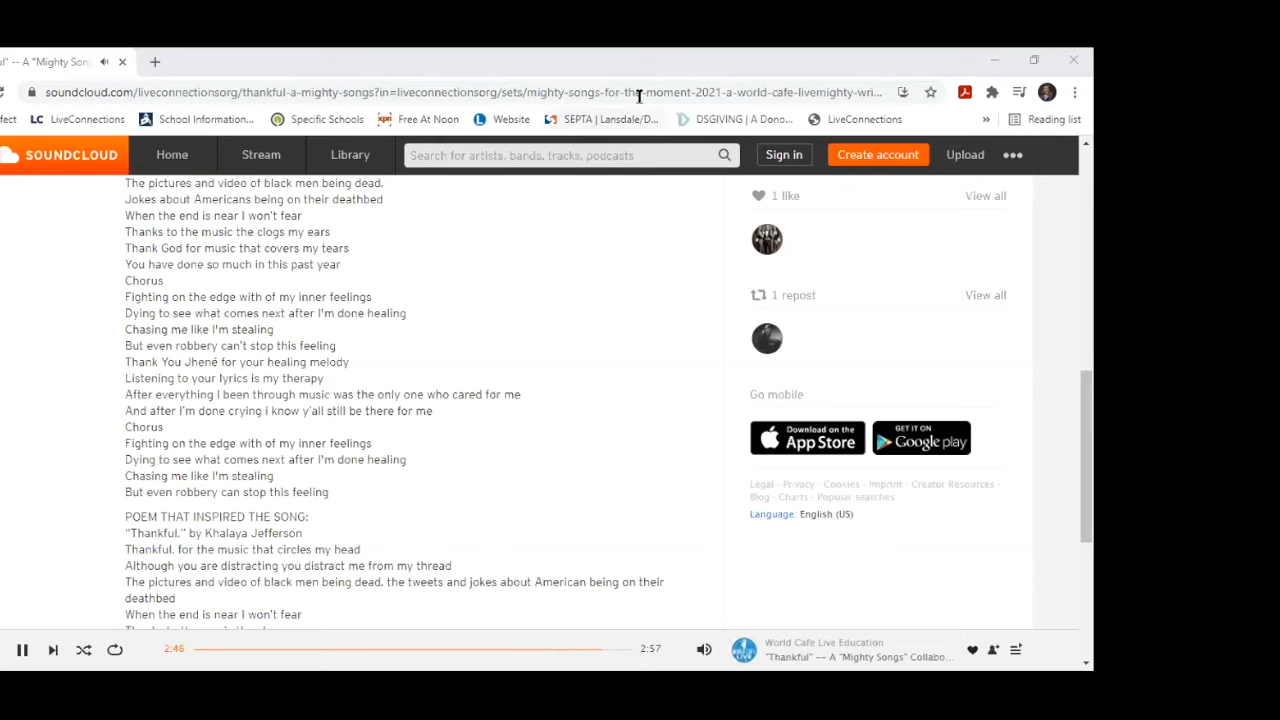 ul" -- A "Mighty Son
soundcloud.com/liveconnectionsorg/thankful-a-mighty-songs?in=liveconnectionsorg/sets/mighty-songs-for-the-moment-2021-a-world-cafe-livemighty-wri...
fect LC LiveConnections School Information... Specific Schools xpn Free At Noon Website SEPTA | Lansdale/D... DSGIVING | A Dono... LiveConnections » Reading list
SOUNDCLOUD Home Stream Library Search for artists, bands, tracks, podcasts Sign in Create account Upload •••
The pictures and video of black men being dead.
Jokes about Americans being on their deathbed
When the end is near I won't fear
Thanks to the music the clogs my ears
Thank God for music that covers my tears
You have done so much in this past year
Chorus
Fighting on the edge with of my inner feelings
Dying to see what comes next after I'm done healing
Chasing me like I'm stealing
But even robbery can't stop this feeling
Thank You Jhené for your healing melody
Listening to your lyrics is my therapy
After everything I been through music was the only one who cared for me
And after I'm done crying i know y'all still be there for me
Chorus
Fighting on the edge with of my inner feelings
Dying to see what comes next after I'm done healing
Chasing me like I'm stealing
But even robbery can stop this feeling
POEM THAT INSPIRED THE SONG:
"Thankful." by Khalaya Jefferson
Thankful. for the music that circles my head
Although you are distracting you distract me from my thread
The pictures and video of black men being dead. the tweets and jokes about American being on their
deathbed
When the end is near I won't fear
1 like View all
1 repost View all
Go mobile
Download on the App Store GET IT ON Google play
Legal - Privacy - Cookies - Imprint - Creator Resources -
Blog - Charts - Popular searches
Language: English (US)
2:46 2:57
World Cafe Live Education
"Thankful" -- A "Mighty Songs" Collabo...